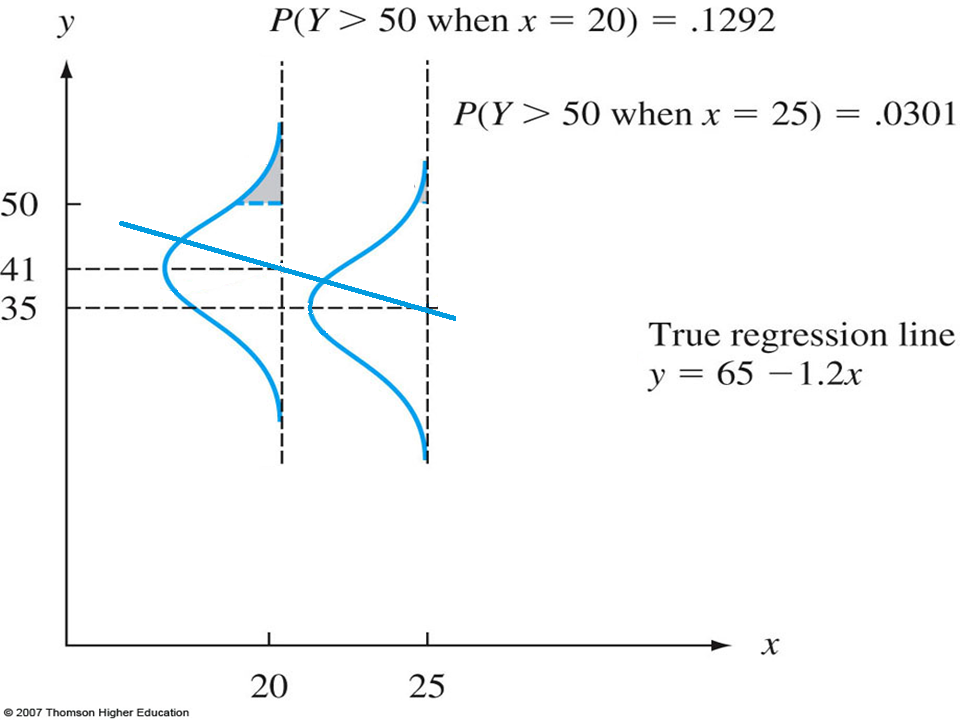 y
P(Y > 50 when x = 20) = .1292
P(Y > 50 when x = 25) = .0301
50
41
35
True regression line
y = 65 −1.2x
x
20
25
© 2007 Thomson Higher Education